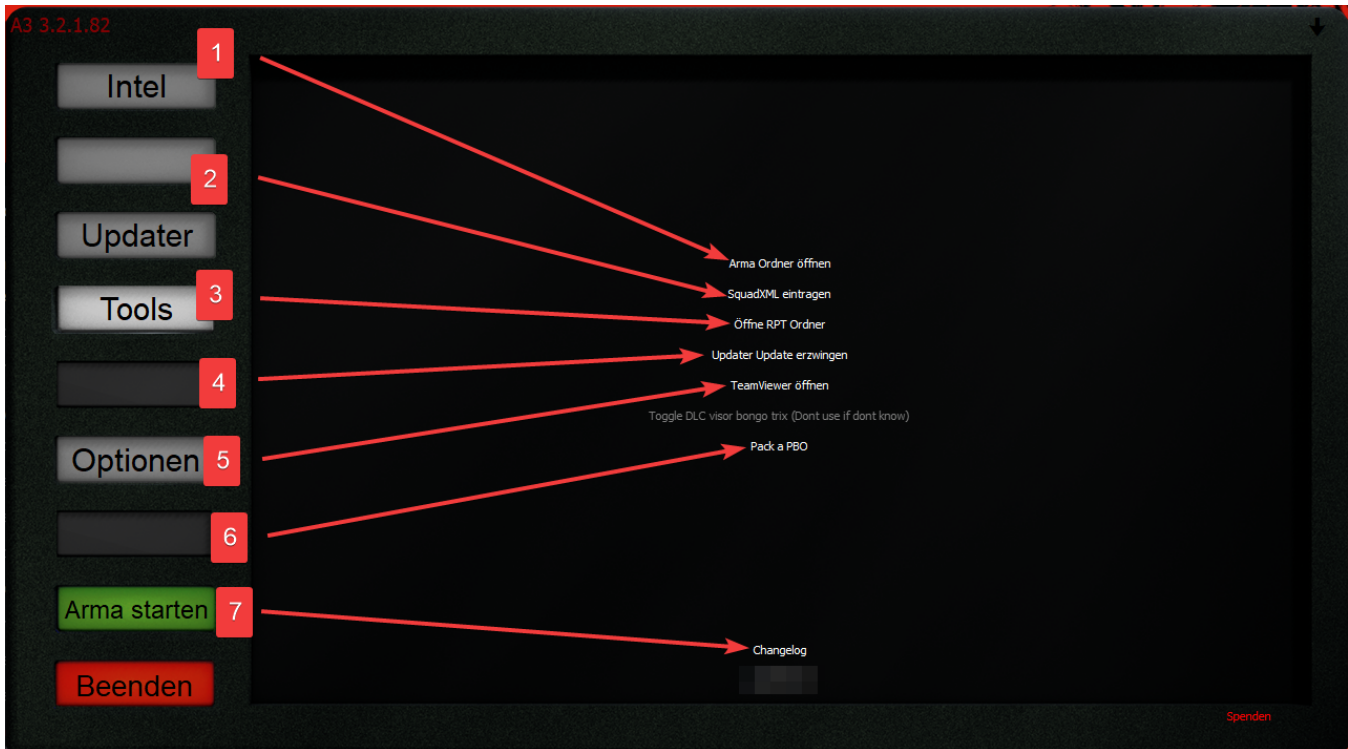 A3 3.2.1.82
1
Intel
2
Updater
3
Tools
4
Optionen
5
6
Arma starten
7
Beenden
Arma Ordner öffnen
SquadXML eintragen
Öffne RPT Ordner
Updater Update erzwingen
TeamViewer öffnen
Toggle DLC visor bongo trix (Dont use if dont know)
Pack a PBO
Changelog
Spenden